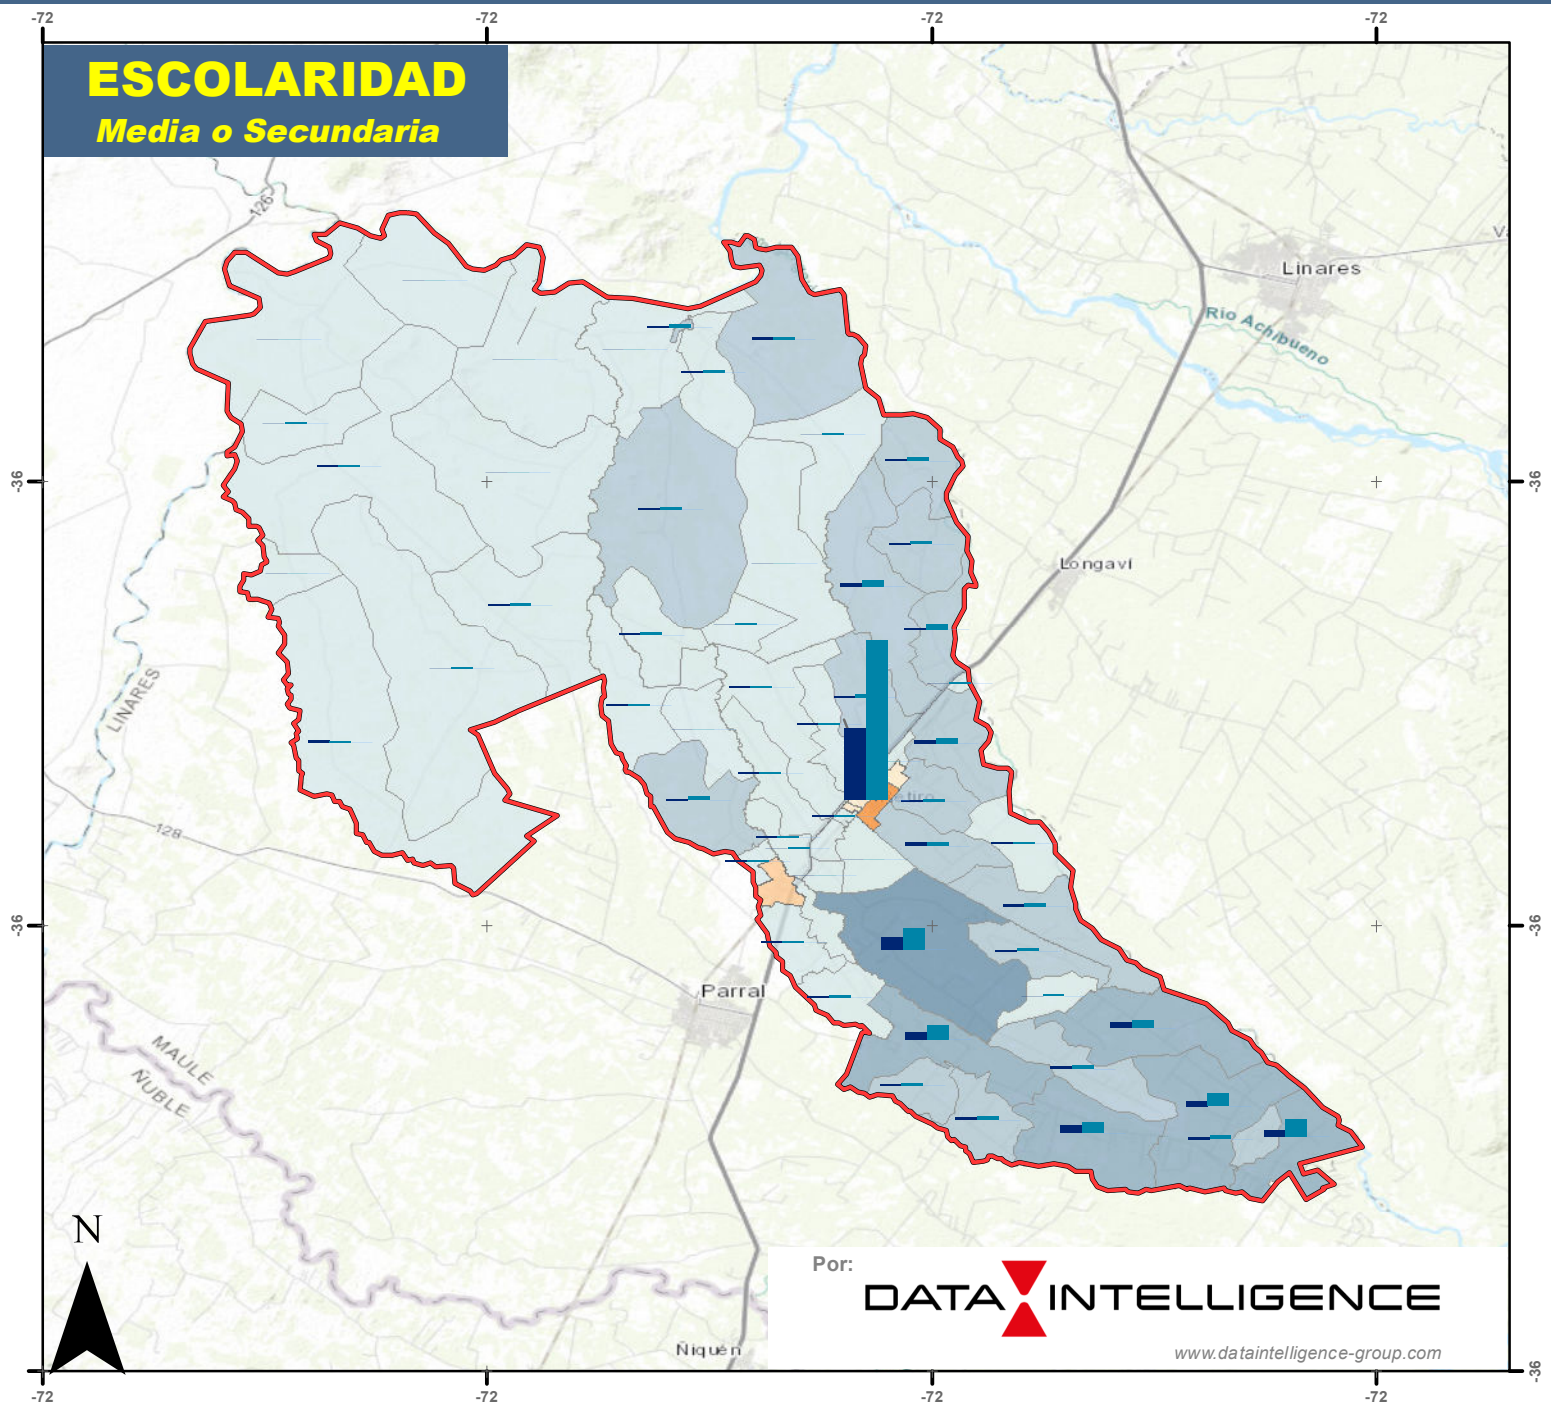 -72 -72 -72 -72
ESCOLARIDAD
Media o Secundaria
126
Linares
Río Achibueno
-36 -36
Longaví
LINARES
128
-36 -36
Parral
MAULE
ÑUBLE
N
Por:
DATA INTELLIGENCE
www.dataintelligence-group.com
Ñiquén
-36
-72 -72 -72 -72